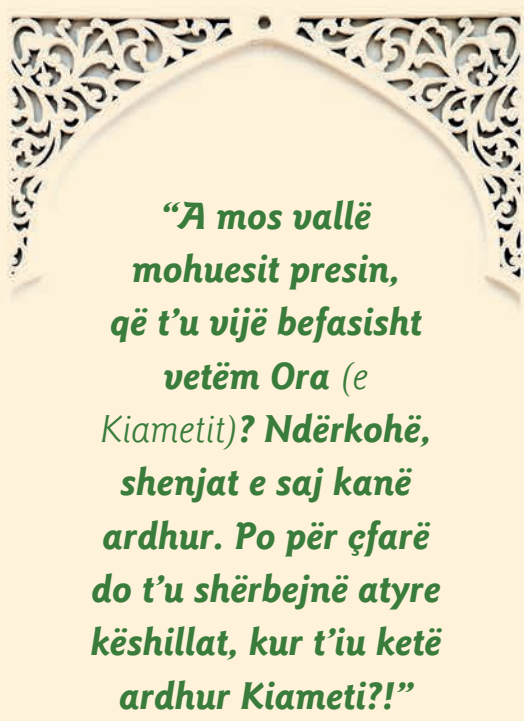 “A mos vallë
mohuesit presin,
që t’u vijë befasisht
vetëm Ora (e
Kiametit)? Ndërkohë,
shenjat e saj kanë
ardhur. Po për çfarë
do t’u shërbejnë atyre
këshillat, kur t’iu ketë
ardhur Kiameti?!”